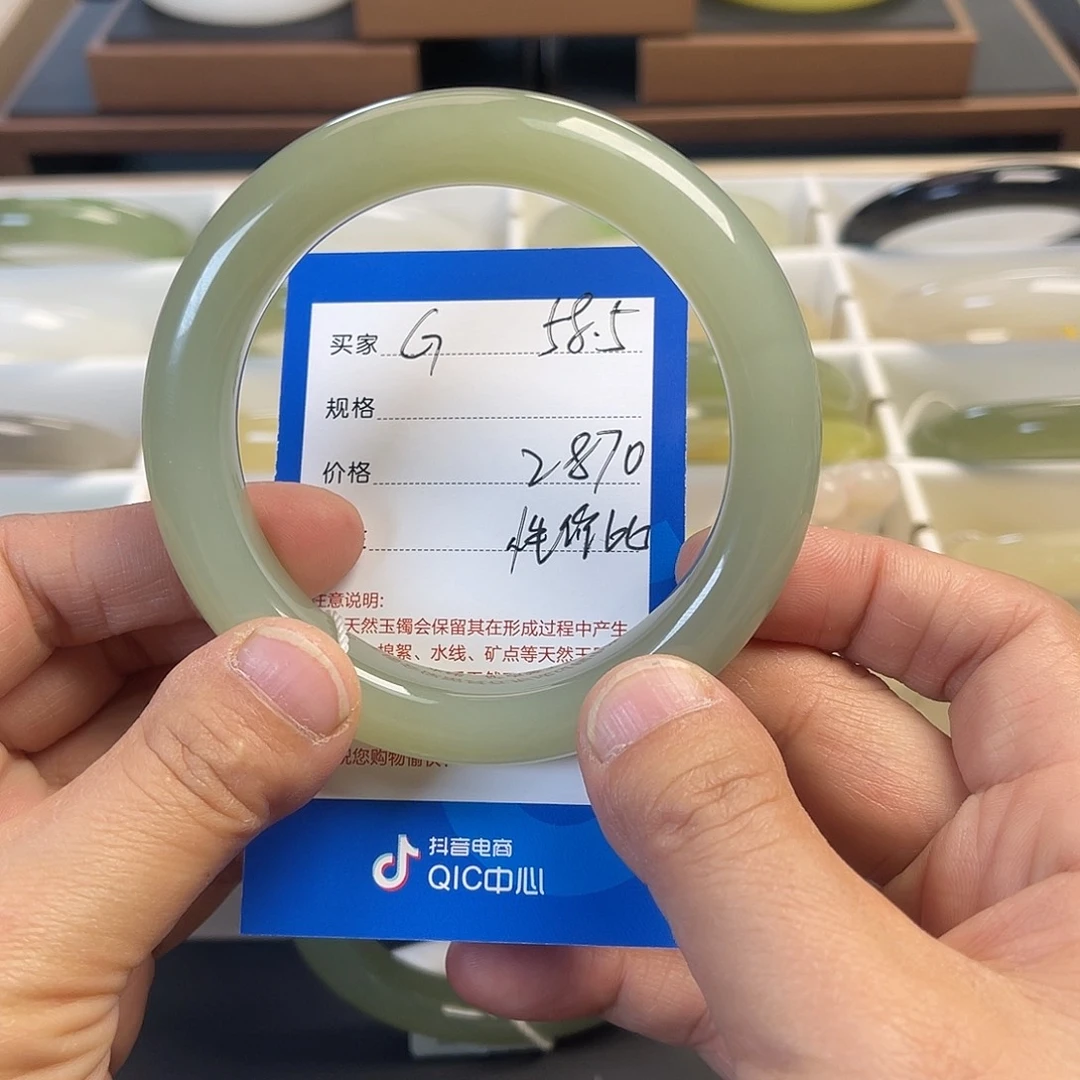 买家 G 58.5
规格
价格 2870
性价比
注意说明:
天然玉镯会保留其在形成过程中产生
棉絮、水线、矿点等天然玉
祝您购物愉快!
抖音电商
QIC中心